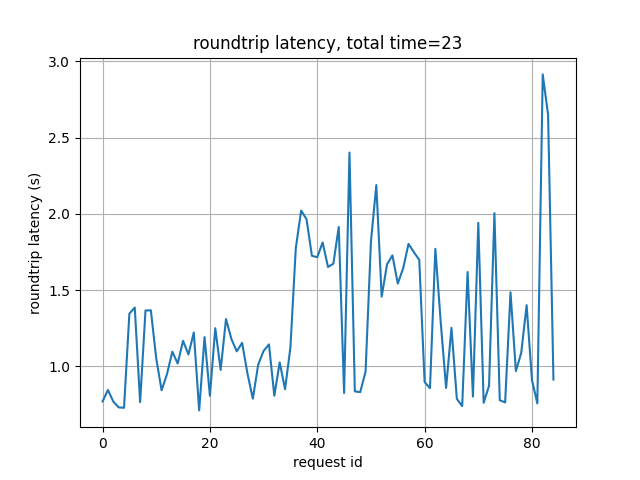 roundtrip latency, total time=23
3.0
2.5
2.0
1.5
1.0
roundtrip latency (s)
0 20 40 60 80
request id